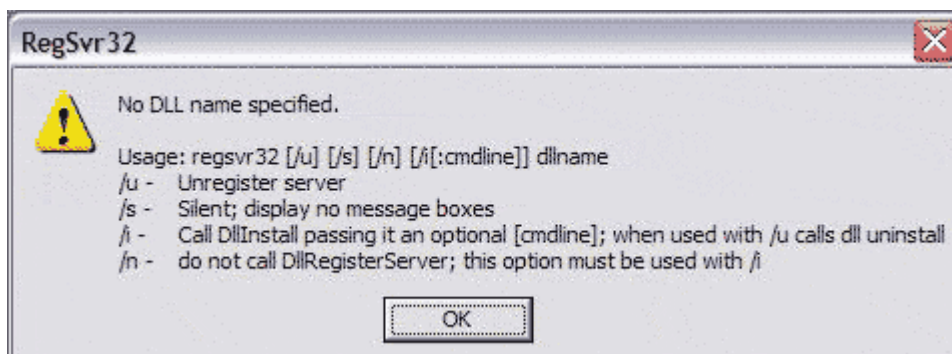 RegSvr32
No DLL name specified.
Usage: regsvr32 [/u] [/s] [/n] [/i[:cmdline]] dllname
/u - Unregister server
/s - Silent; display no message boxes
/i - Call DllInstall passing it an optional [cmdline]; when used with /u calls dll uninstall
/n - do not call DllRegisterServer; this option must be used with /i
OK